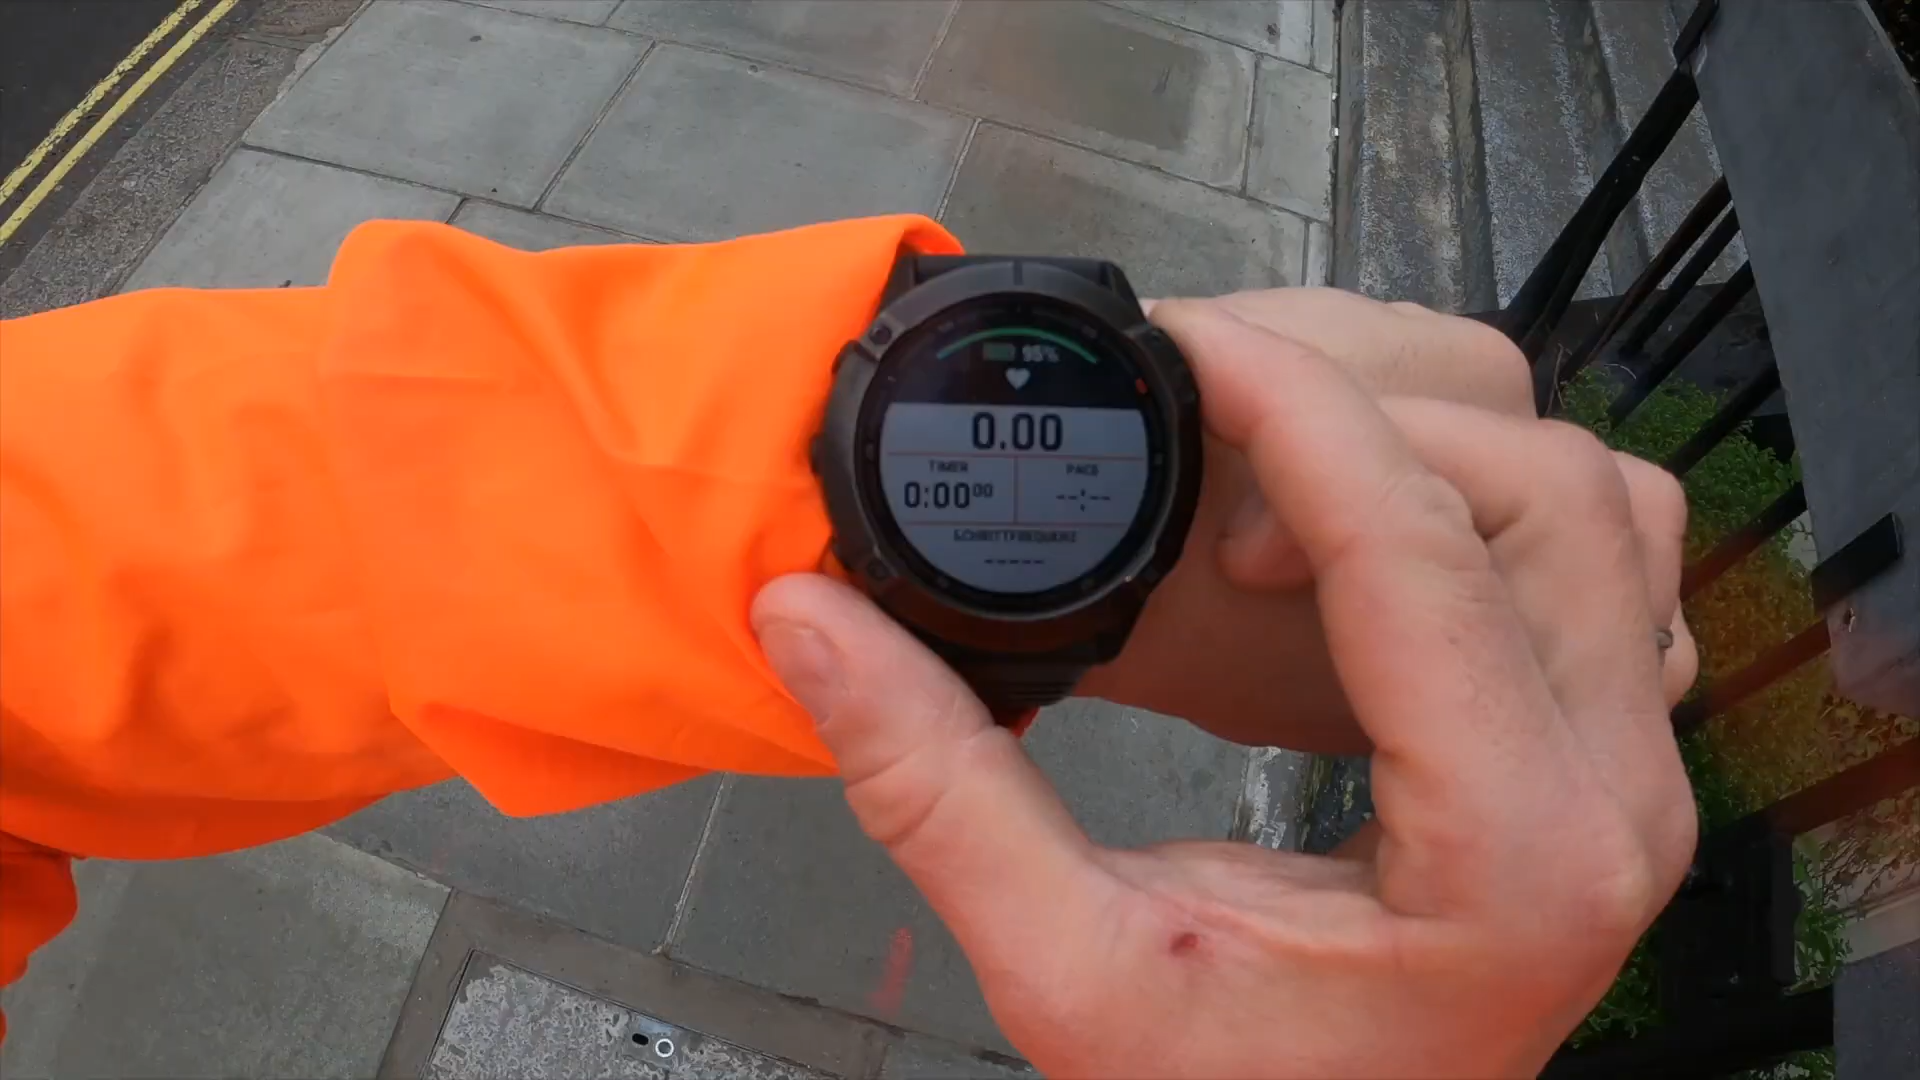 95%
0.00
TIMER PACE
0:00⁰⁰ --:--
SCHRITTFREQUENZ
-----